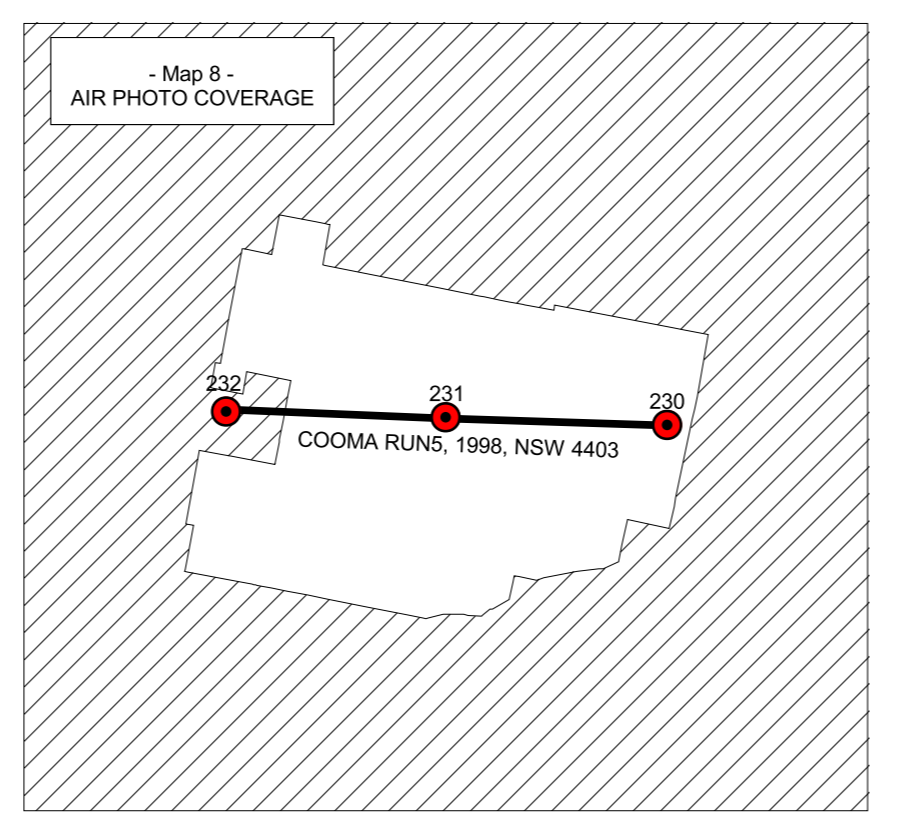 - Map 8 -
AIR PHOTO COVERAGE
232
231
230
COOMA RUN5, 1998, NSW 4403